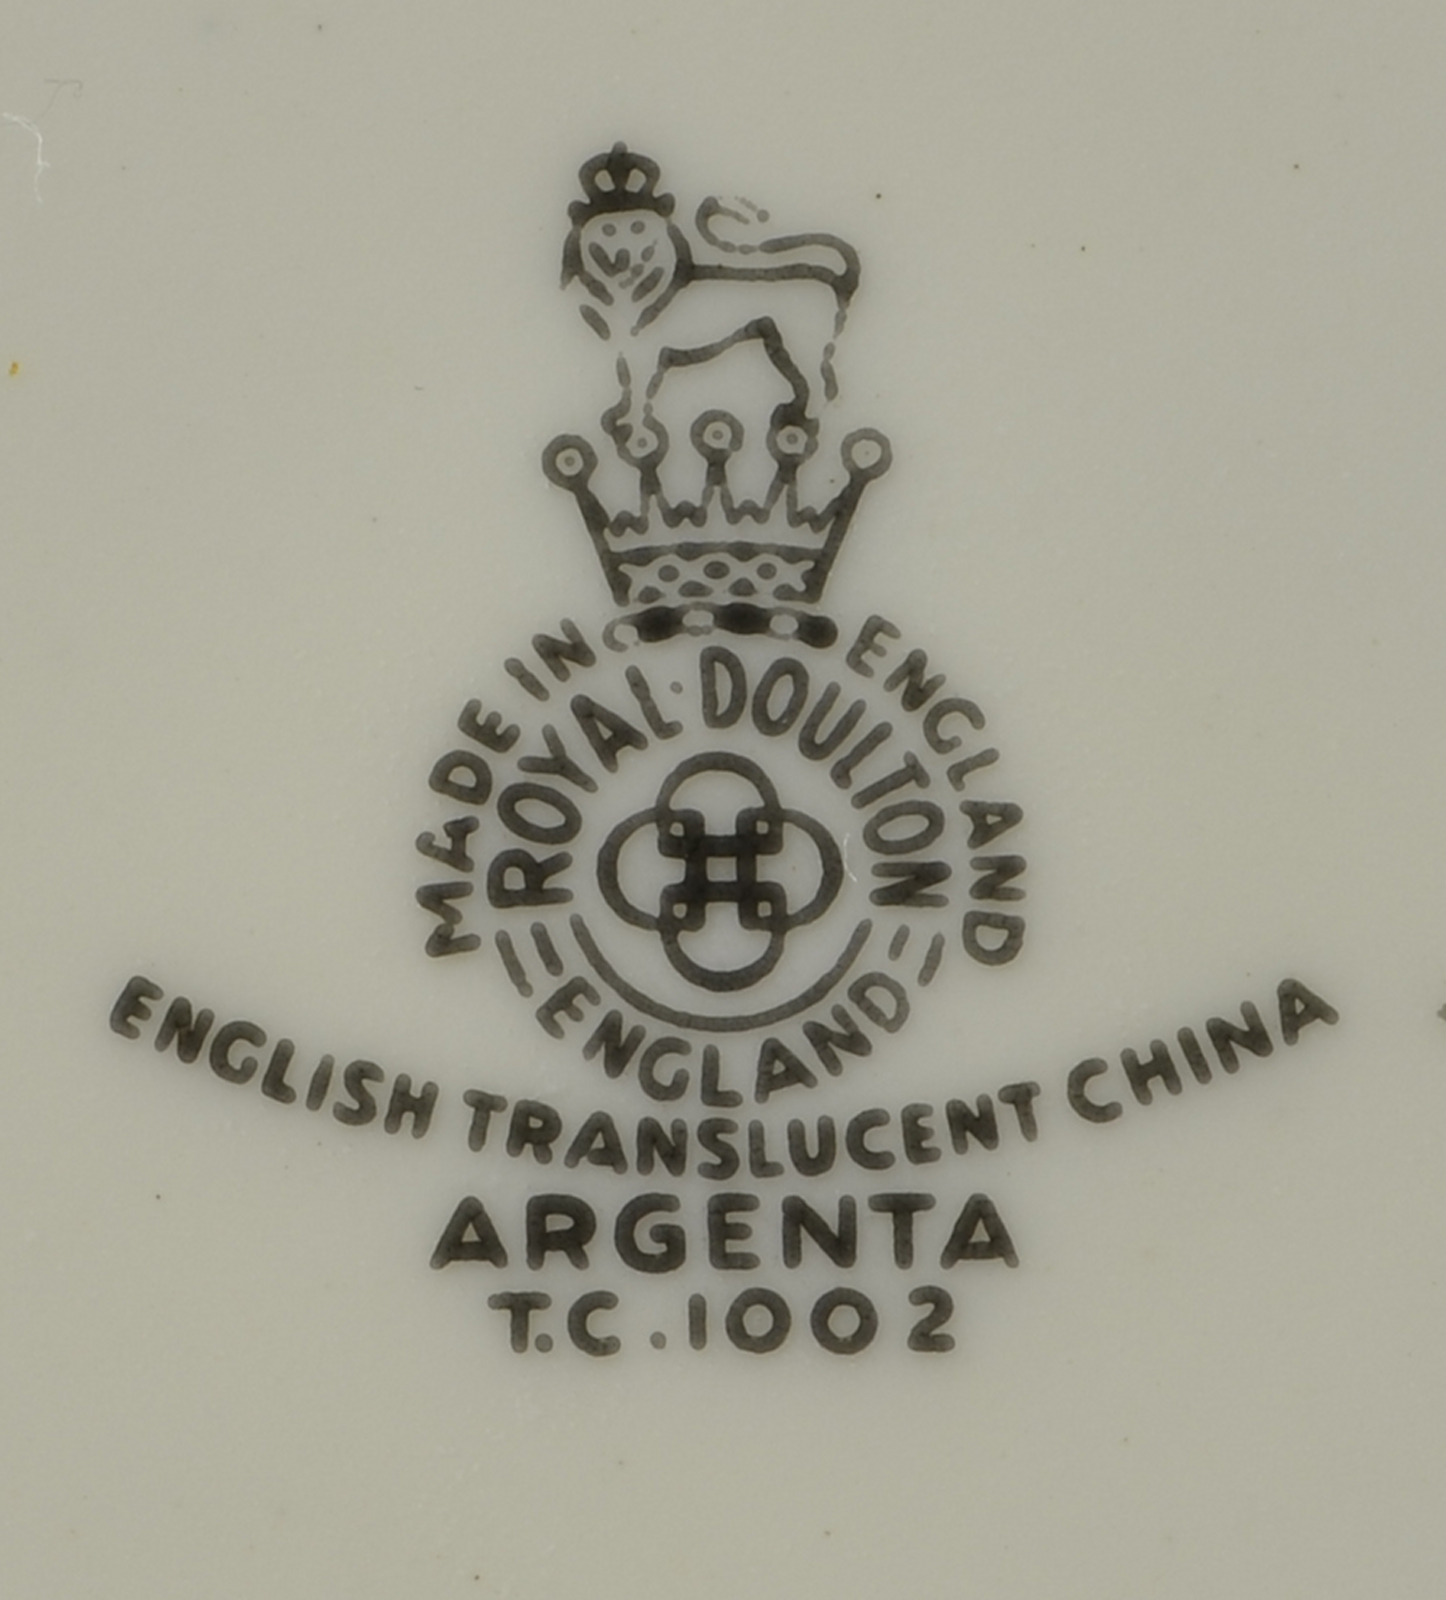 MADE IN ENGLAND
ROYAL·DOULTON
ENGLAND
ENGLISH TRANSLUCENT CHINA
ARGENTA
T.C.1002